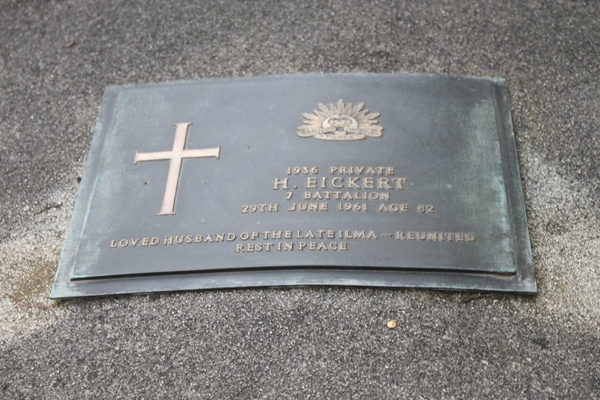 1936 PRIVATE
H. EICKERT
7 BATTALION
29TH JUNE 1961 AGE 82
LOVED HUSBAND OF THE LATE ILMA — REUNITED
REST IN PEACE